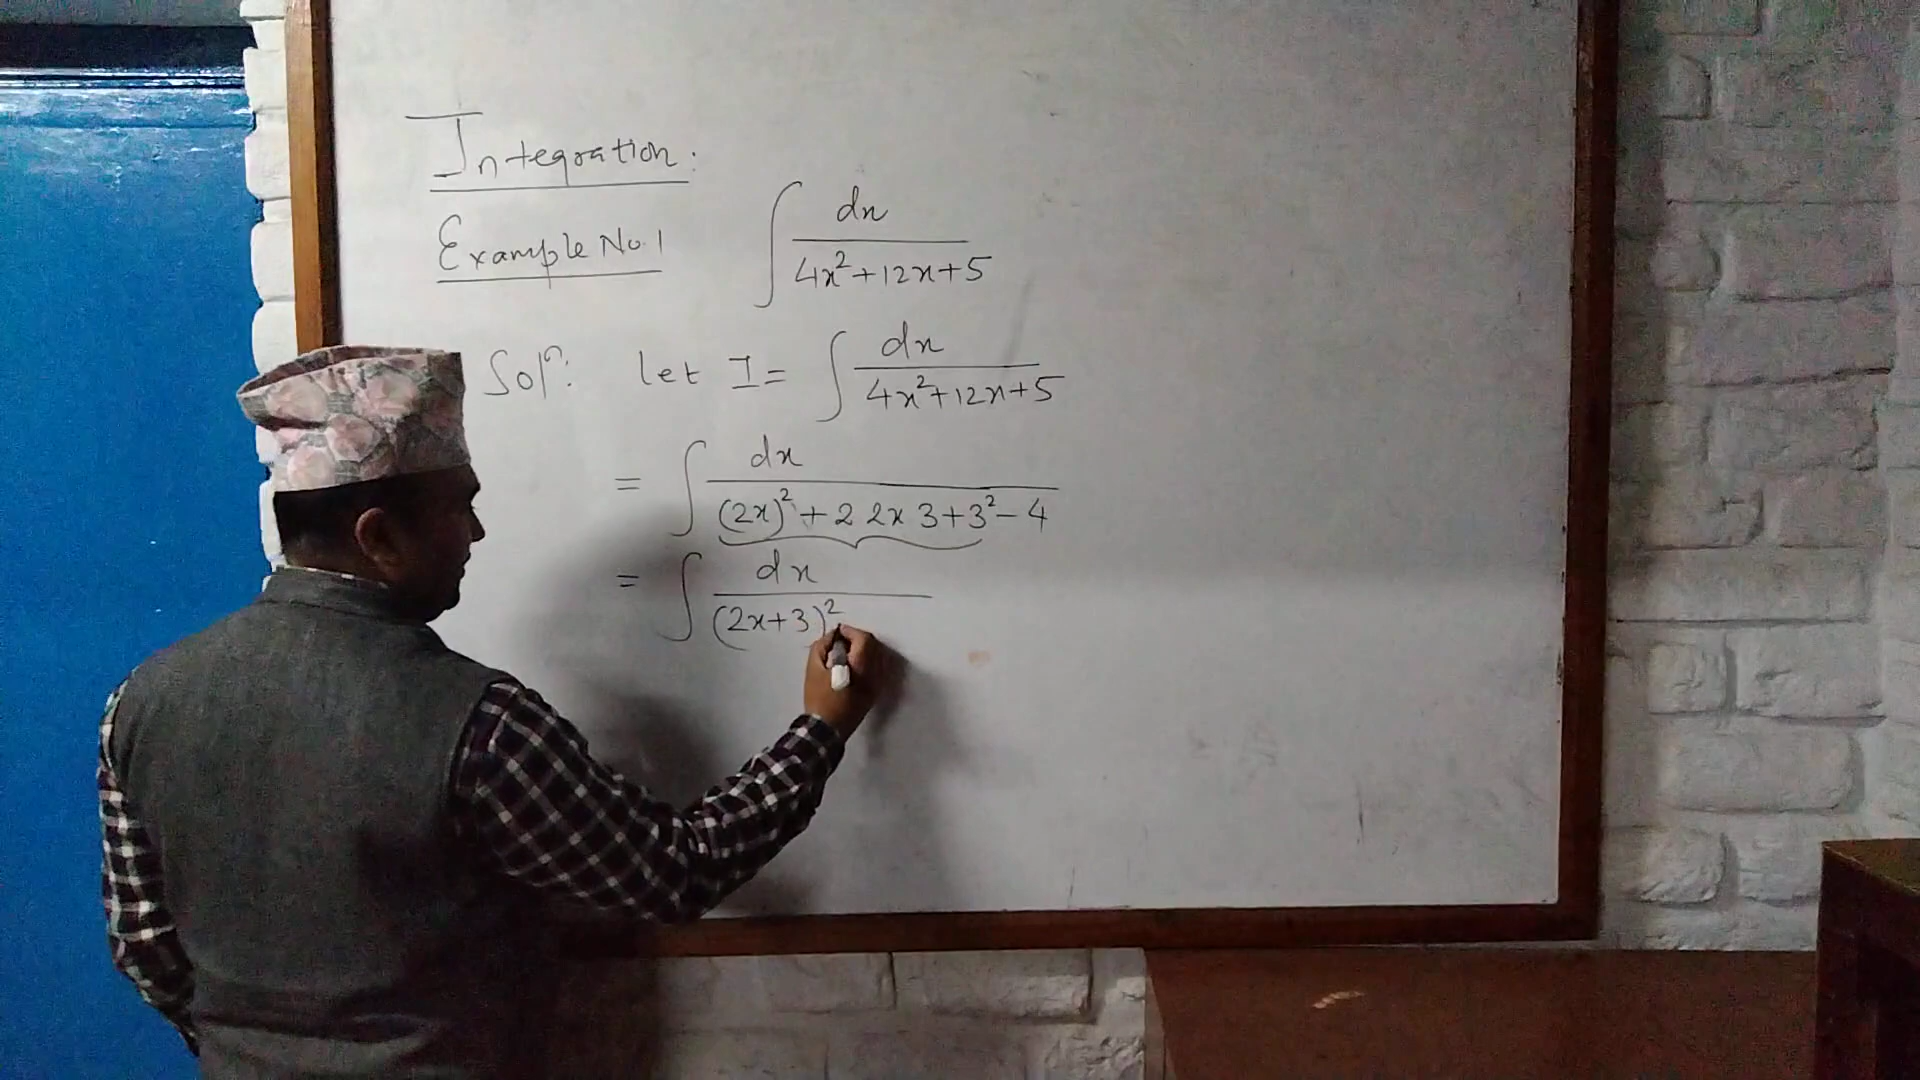 Integration:
Example No. 1 ∫ dx / 4x²+12x+5
Solⁿ: let I = ∫ dx / 4x²+12x+5
= ∫ dx / (2x)² + 2 2x 3 + 3² - 4
= ∫ dx / (2x+3)²